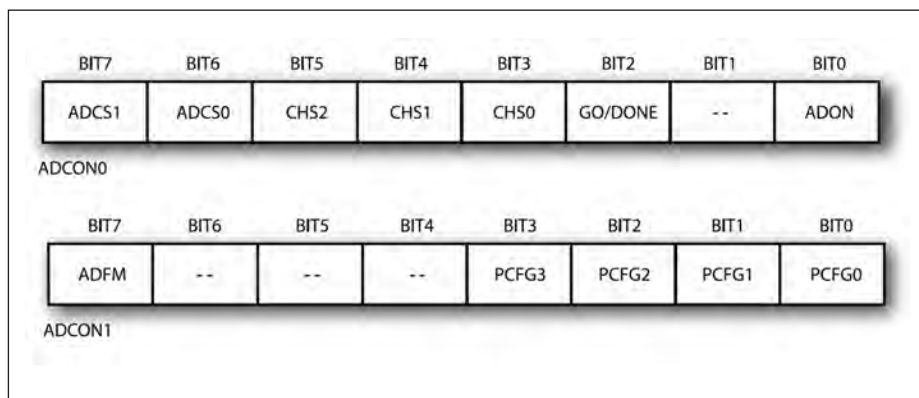 BIT7 BIT6 BIT5 BIT4 BIT3 BIT2 BIT1 BIT0
ADCS1 ADCS0 CHS2 CHS1 CHS0 GO/DONE -- ADON
ADCON0
BIT7 BIT6 BIT5 BIT4 BIT3 BIT2 BIT1 BIT0
ADFM -- -- -- PCFG3 PCFG2 PCFG1 PCFG0
ADCON1